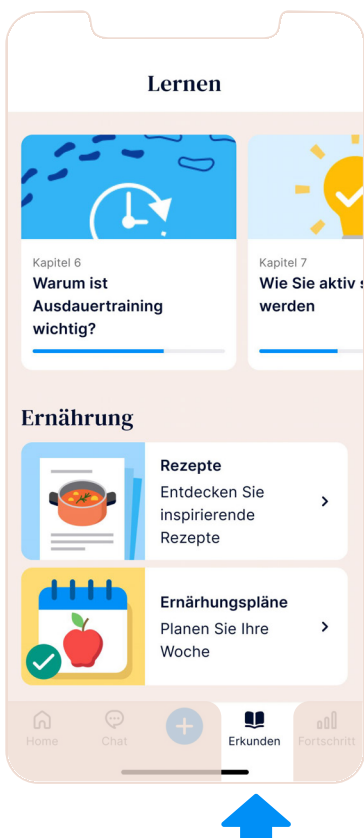 Lernen
Kapitel 6
Warum ist
Ausdauertraining
wichtig?
Kapitel 7
Wie Sie aktiv s
werden
Ernährung
Rezepte
Entdecken Sie
inspirierende
Rezepte
Ernärhungspläne
Planen Sie Ihre
Woche
Home
Chat
Erkunden
Fortschritt